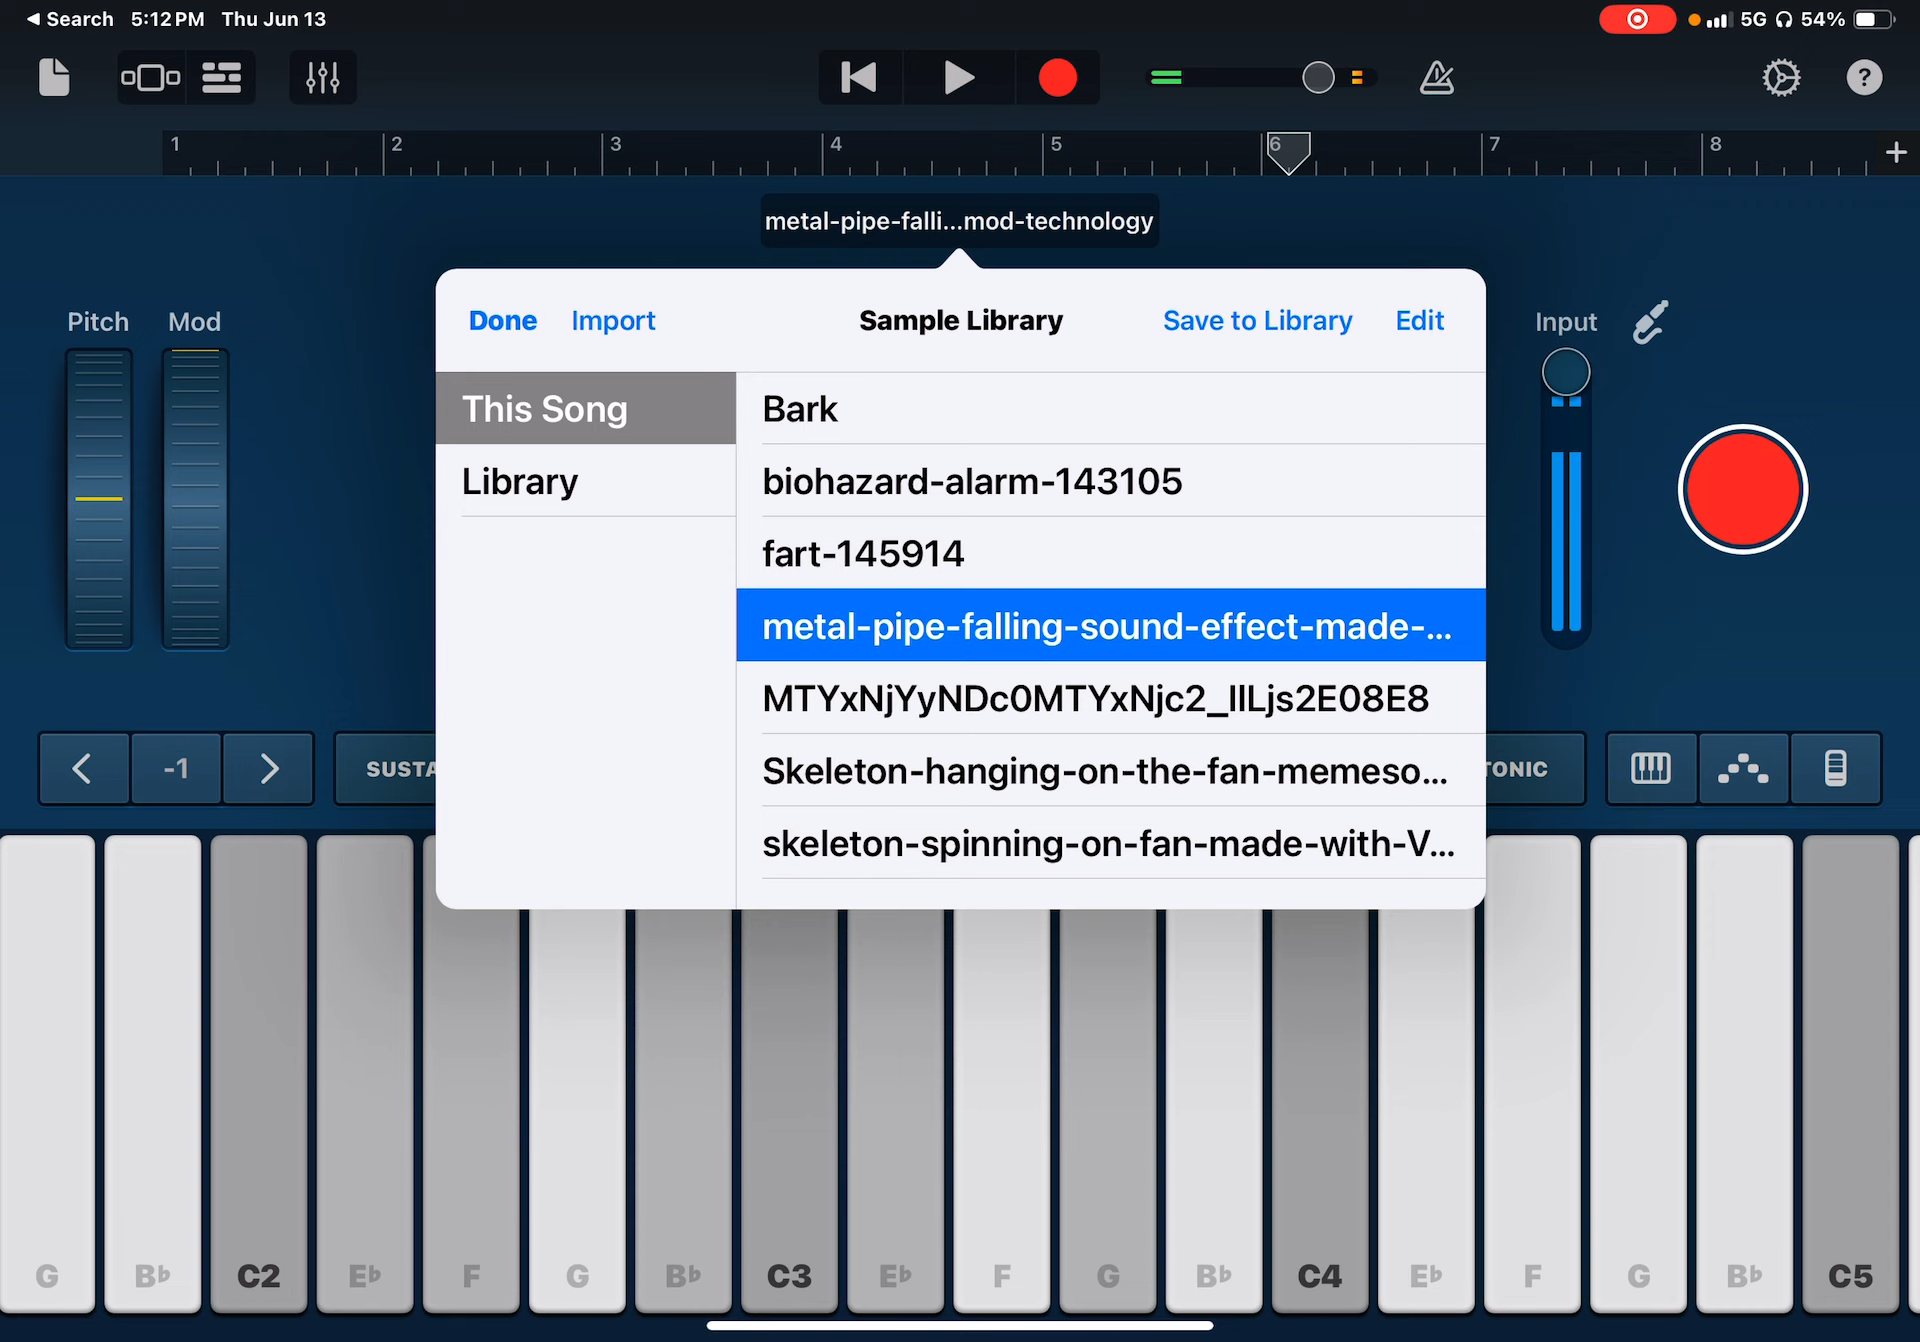 ◀ Search 5:12 PM Thu Jun 13
5G 54%
1 2 3 4 5 6 7 8
metal-pipe-falli...mod-technology
Done Import Sample Library Save to Library Edit
Pitch Mod
Input
This Song
Library
Bark
biohazard-alarm-143105
fart-145914
metal-pipe-falling-sound-effect-made-...
MTYxNjYyNDc0MTYxNjc2_IlLjs2E08E8
Skeleton-hanging-on-the-fan-memeso...
skeleton-spinning-on-fan-made-with-V...
-1
SUSTA
TONIC
G B♭ C2 E♭ F G B♭ C3 E♭ F G B♭ C4 E♭ F G B♭ C5